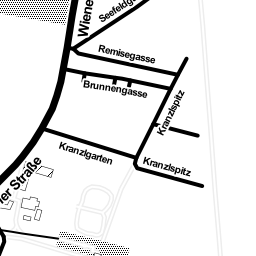 Seefeldg
Wiene
Remisegasse
Brunnengasse
Kranzlspitz
Kranzlgarten
Kranzlspitz
er Straße